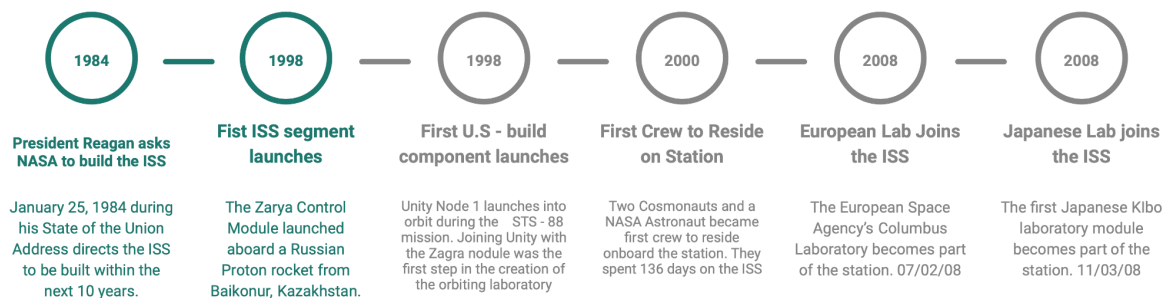 1984
President Reagan asks
NASA to build the ISS
January 25, 1984 during
his State of the Union
Address directs the ISS
to be built within the
next 10 years.
1998
Fist ISS segment
launches
The Zarya Control
Module launched
aboard a Russian
Proton rocket from
Baikonur, Kazakhstan.
1998
First U.S - build
component launches
Unity Node 1 launches into
orbit during the STS - 88
mission. Joining Unity with
the Zagra nodule was the
first step in the creation of
the orbiting laboratory
2000
First Crew to Reside
on Station
Two Cosmonauts and a
NASA Astronaut became
first crew to reside
onboard the station. They
spent 136 days on the ISS
2008
European Lab Joins
the ISS
The European Space
Agency’s Columbus
Laboratory becomes part
of the station. 07/02/08
2008
Japanese Lab joins
the ISS
The first Japanese Klbo
laboratory module
becomes part of the
station. 11/03/08